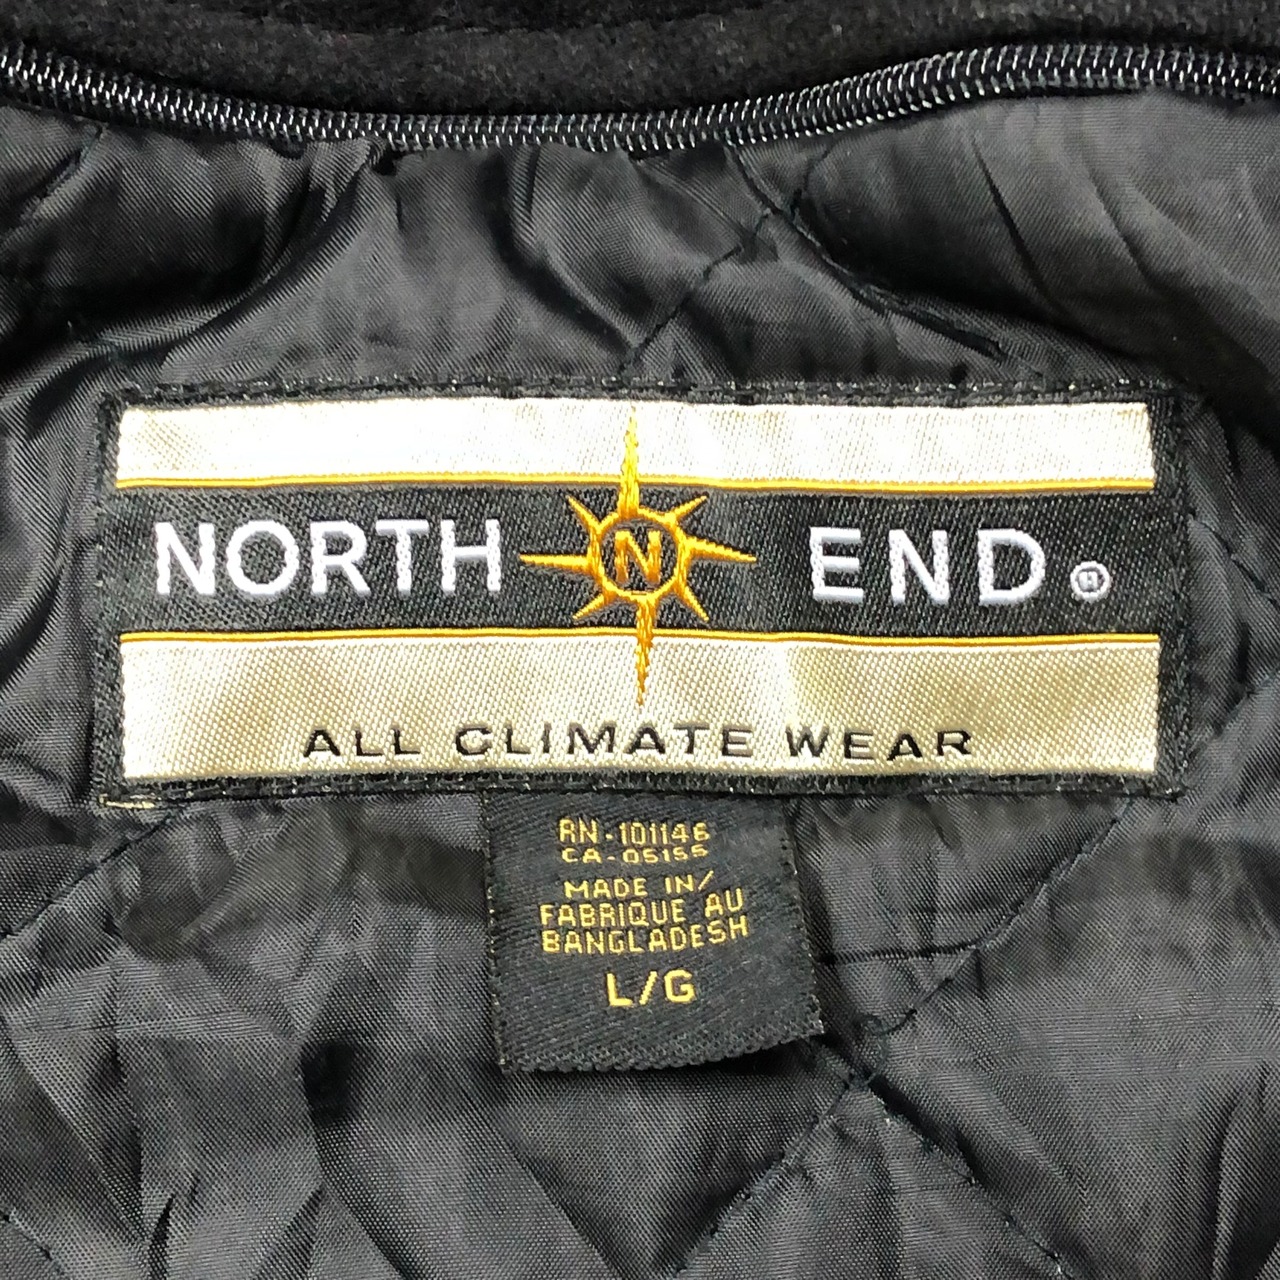 NORTH N END ®
ALL CLIMATE WEAR
RN-101146
CA-05155
MADE IN/
FABRIQUE AU
BANGLADESH
L/G